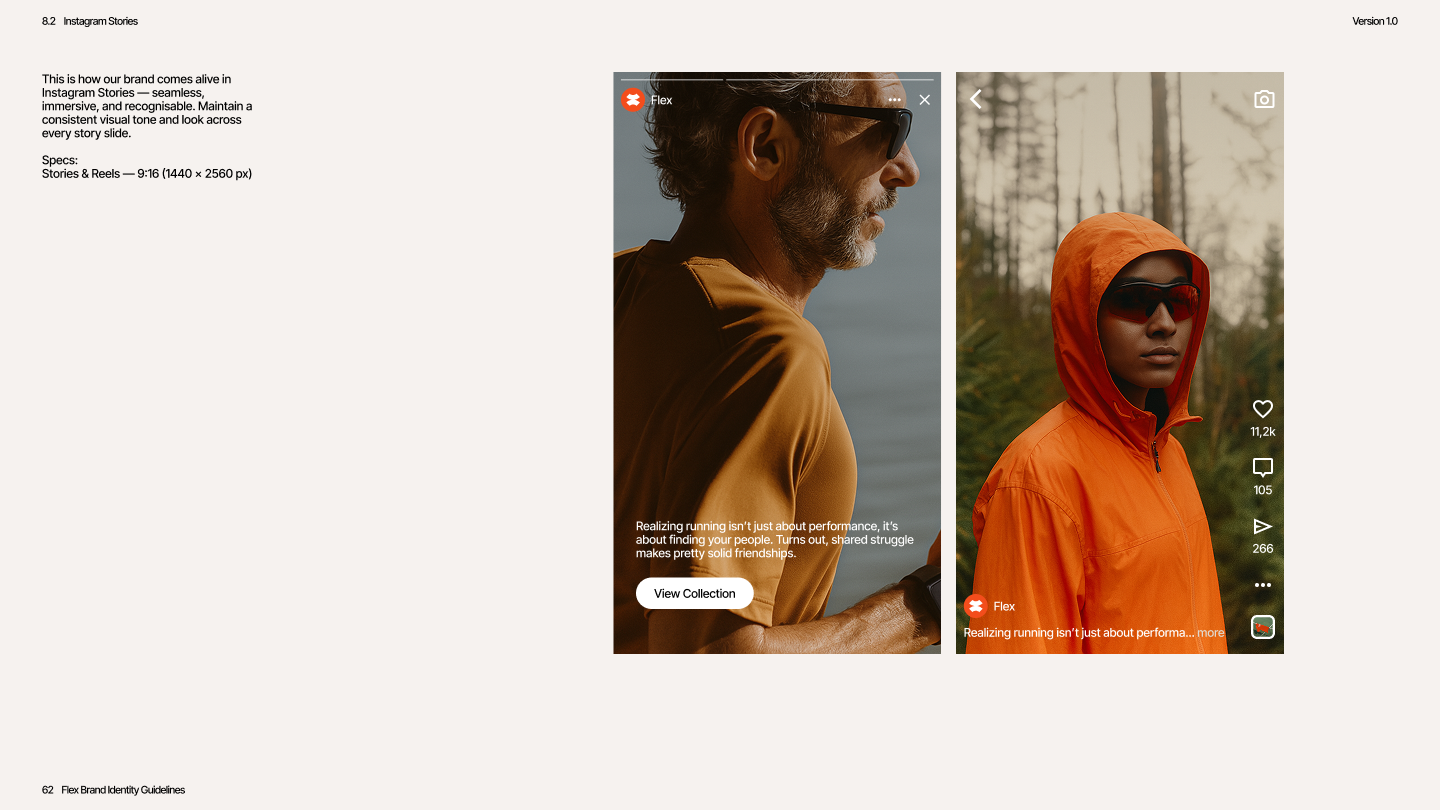 8.2 Instagram Stories
Version 1.0
This is how our brand comes alive in
Instagram Stories — seamless,
immersive, and recognisable. Maintain a
consistent visual tone and look across
every story slide.
Specs:
Stories & Reels — 9:16 (1440 × 2560 px)
Flex
Realizing running isn’t just about performance, it’s
about finding your people. Turns out, shared struggle
makes pretty solid friendships.
View Collection
11,2k
105
266
Flex
Realizing running isn’t just about performa... more
62 Flex Brand Identity Guidelines